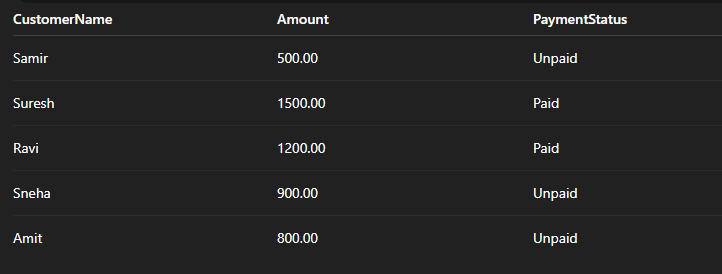 CustomerName Amount PaymentStatus
Samir 500.00 Unpaid
Suresh 1500.00 Paid
Ravi 1200.00 Paid
Sneha 900.00 Unpaid
Amit 800.00 Unpaid